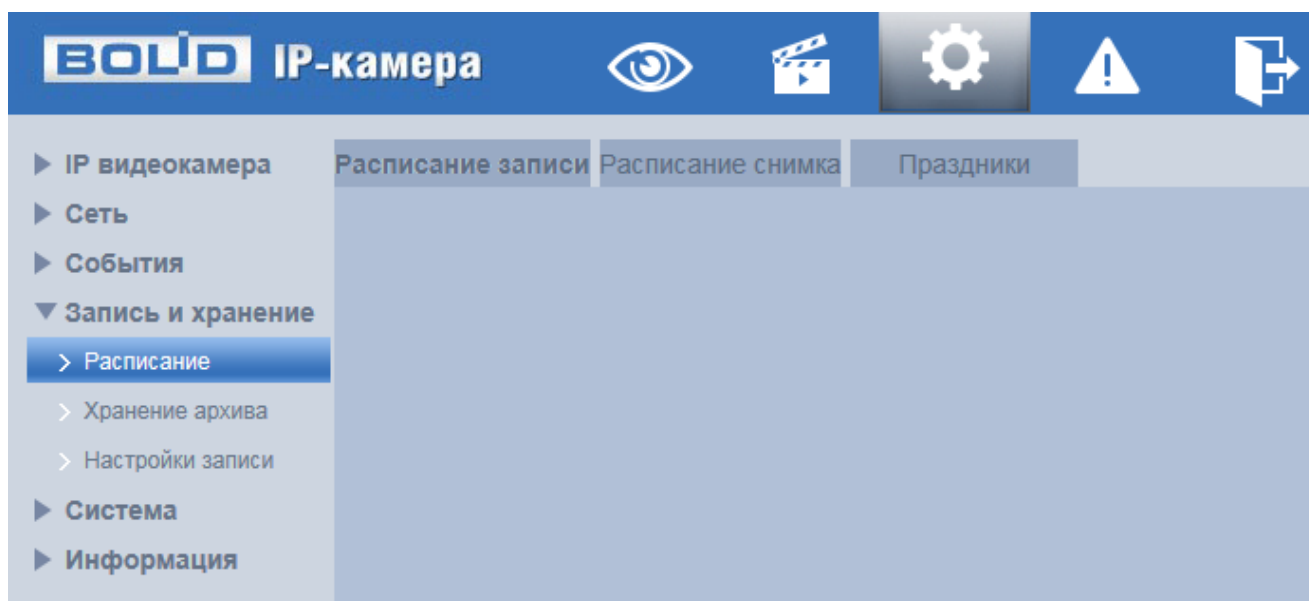 BOLID IP-камера
IP видеокамера
Сеть
События
Запись и хранение
Расписание
Хранение архива
Настройки записи
Система
Информация
Расписание записи Расписание снимка Праздники